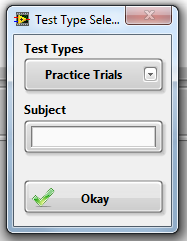 Test Type Sele...
Test Types
Practice Trials
Subject
Okay